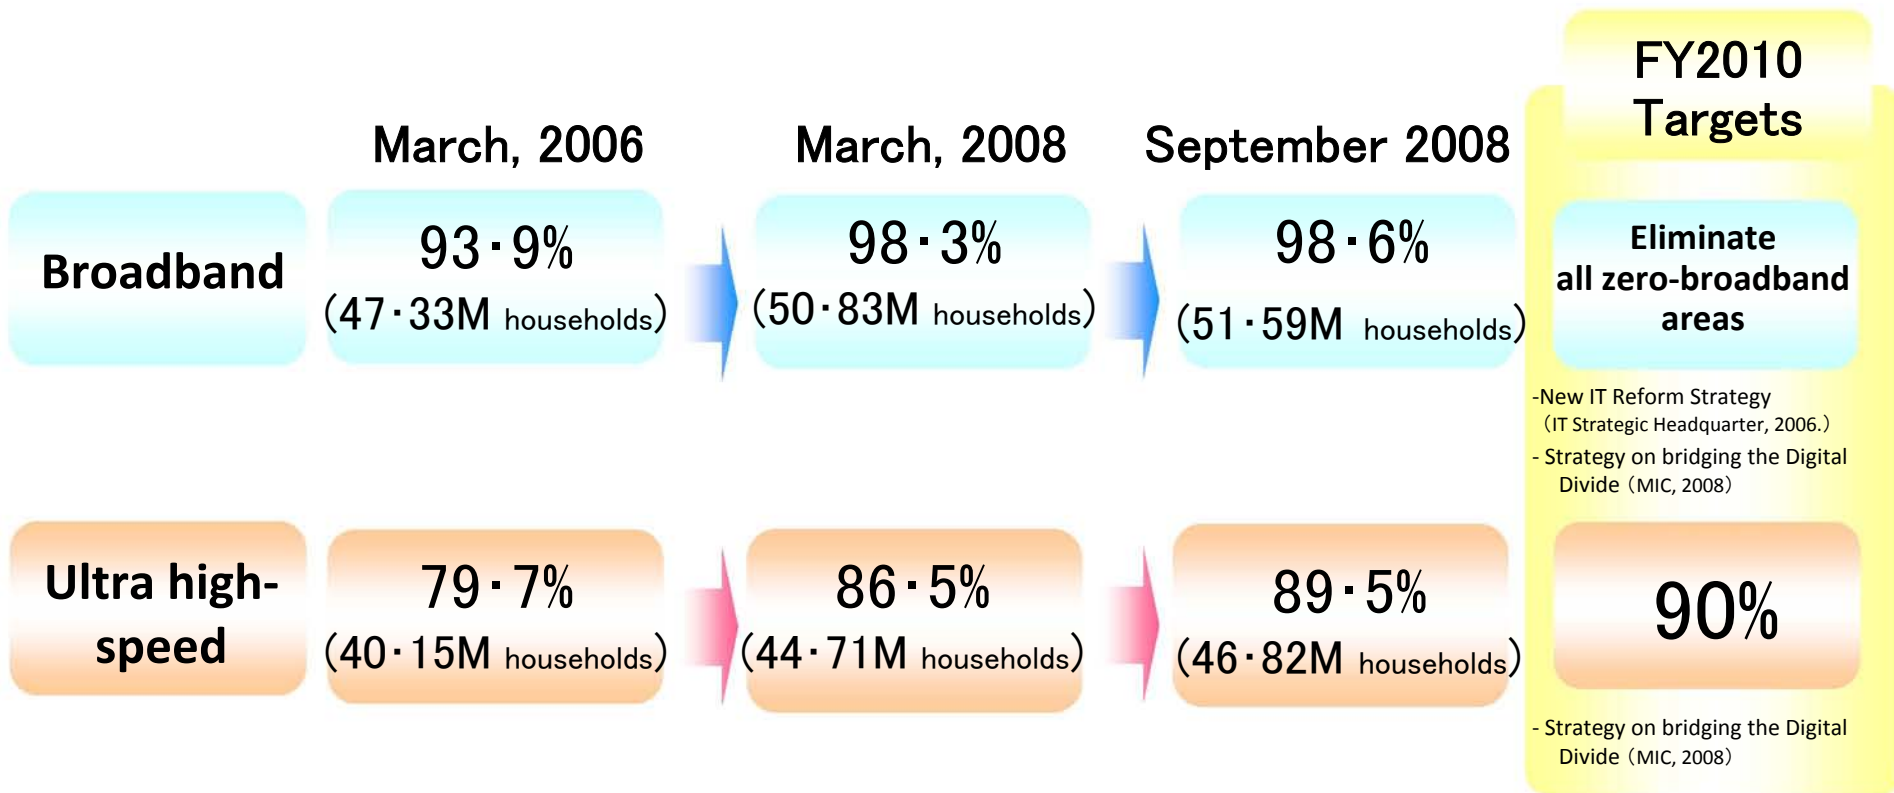 FY2010
Targets
March, 2006
March, 2008
September 2008
Broadband
93・9%
(47・33M households)
98・3%
(50・83M households)
98・6%
(51・59M households)
Eliminate
all zero-broadband
areas
-New IT Reform Strategy
（IT Strategic Headquarter, 2006.）
- Strategy on bridging the Digital
Divide（MIC, 2008）
Ultra high-
speed
79・7%
(40・15M households)
86・5%
(44・71M households)
89・5%
(46・82M households)
90%
- Strategy on bridging the Digital
Divide（MIC, 2008）